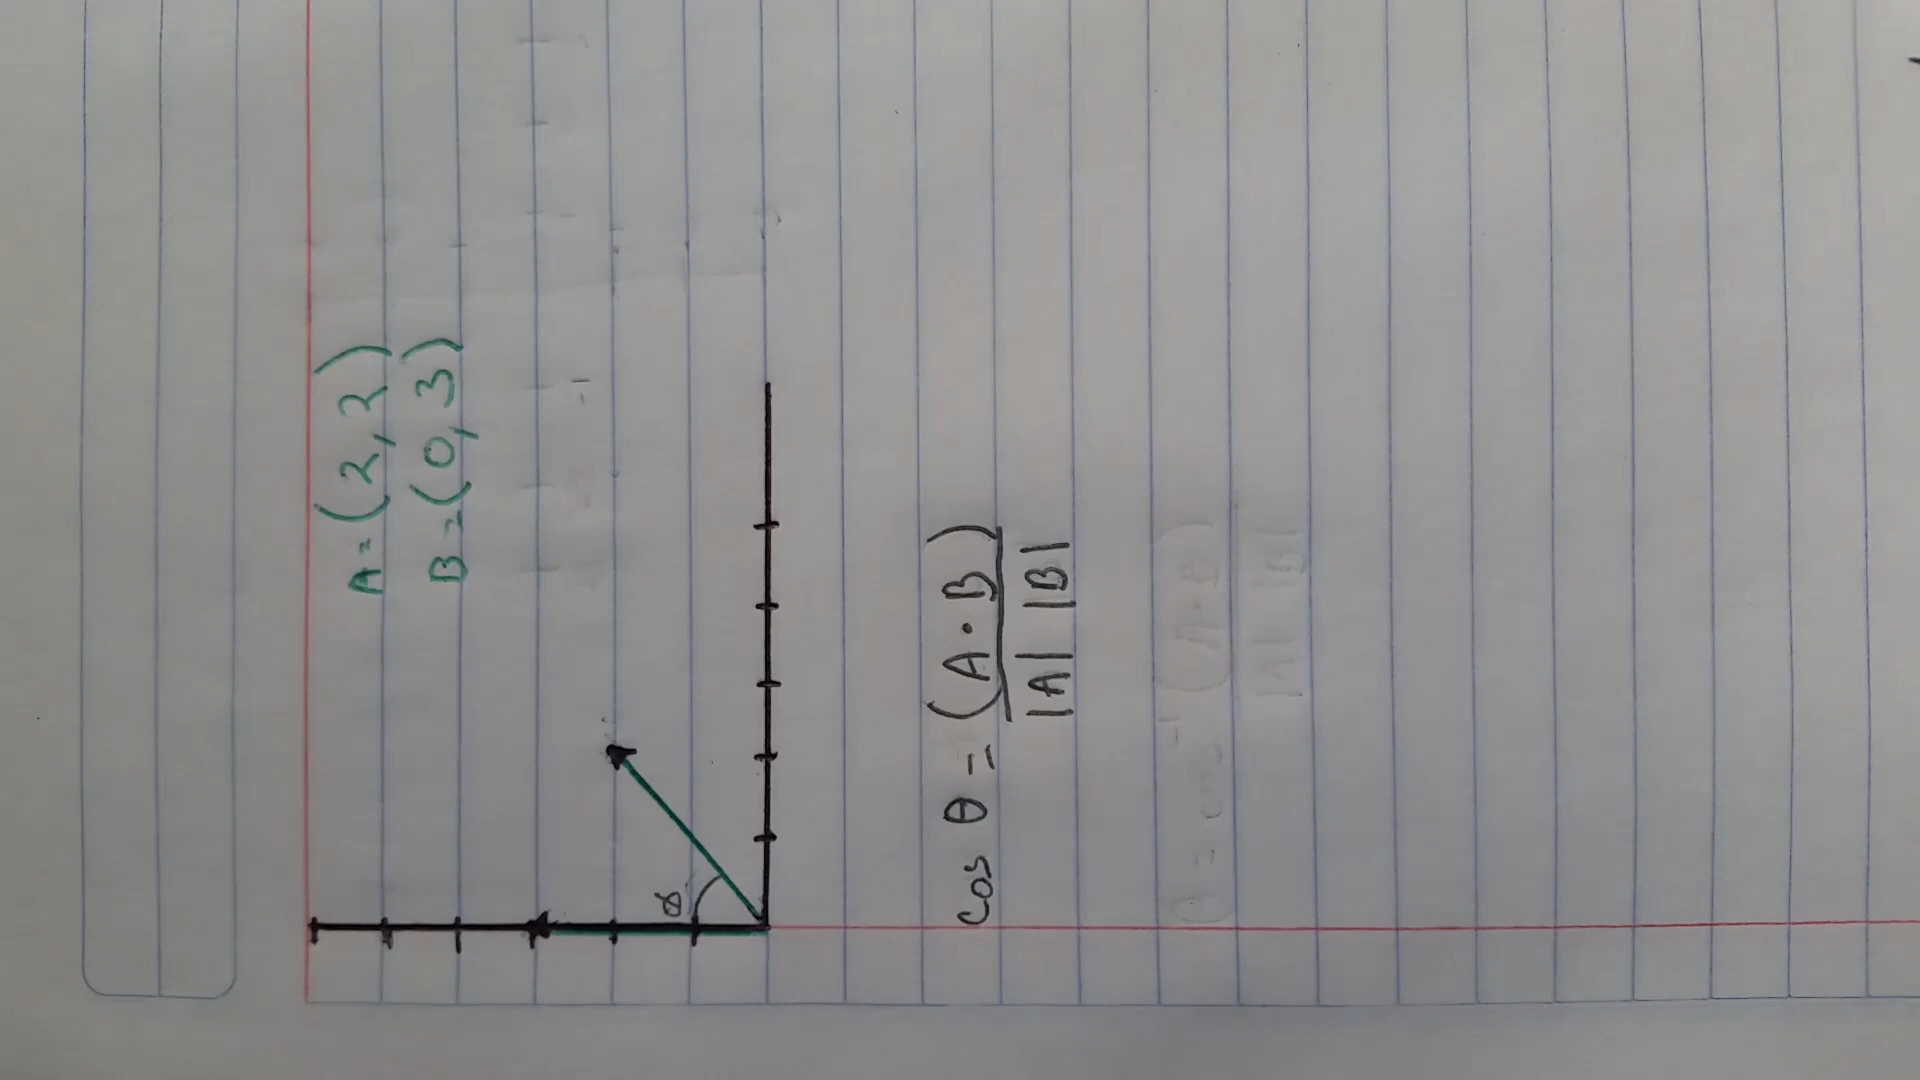 A=(2,2)
B=(0,3)
θ
cos θ = (A·B)
|A| |B|